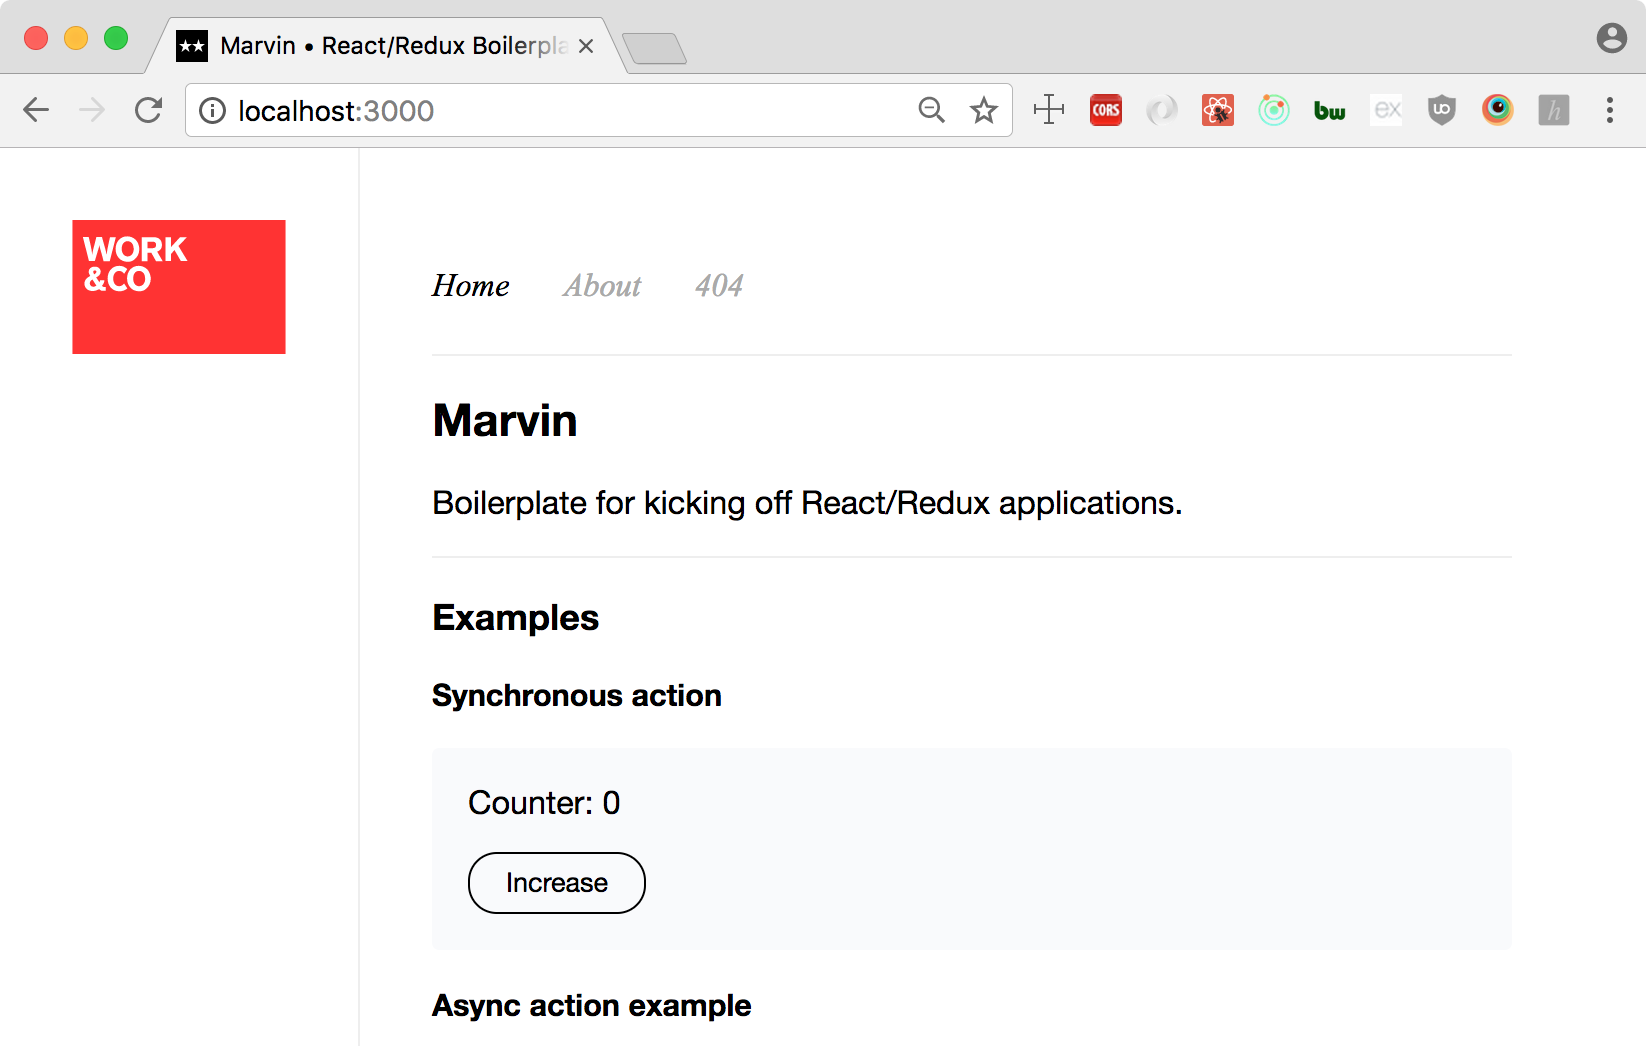 Marvin • React/Redux Boilerpla
localhost:3000
CORS
bw
ex
uo
h
WORK
&CO
Home About 404
Marvin
Boilerplate for kicking off React/Redux applications.
Examples
Synchronous action
Counter: 0
Increase
Async action example